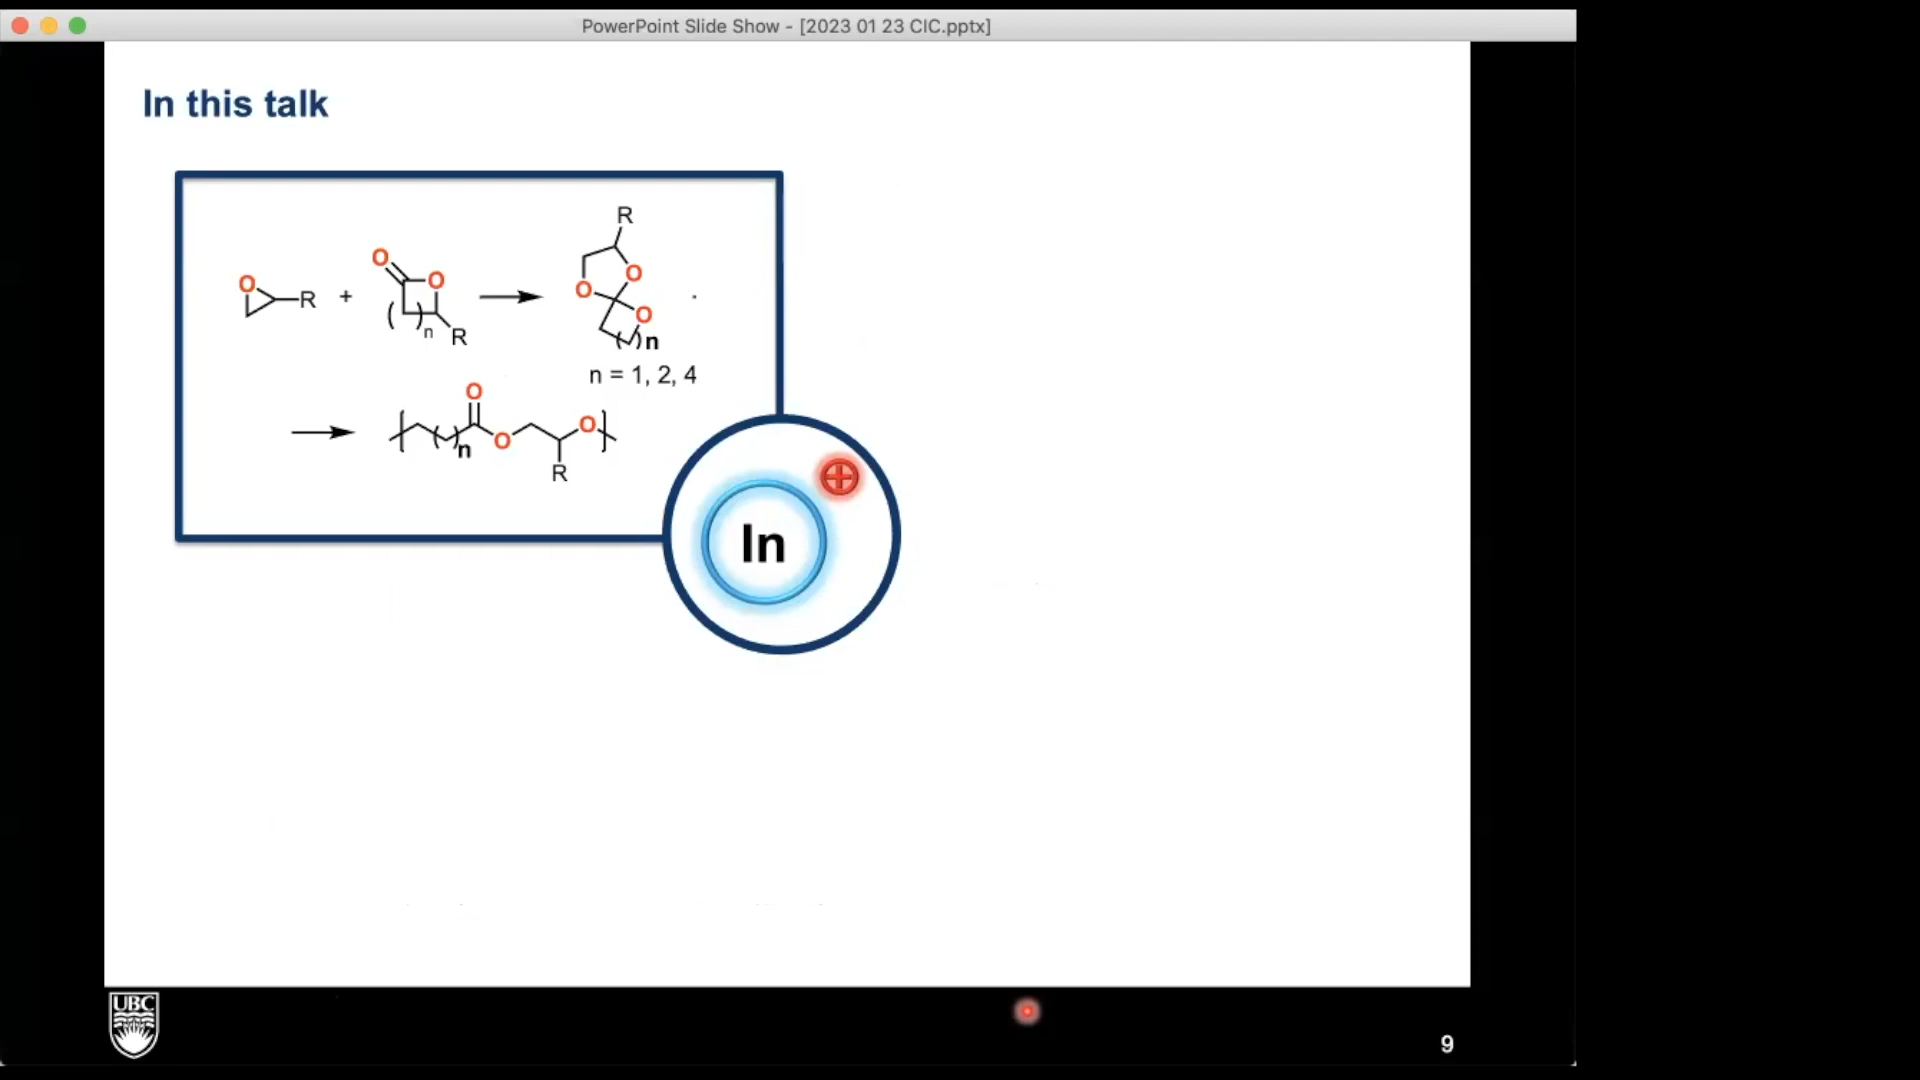 PowerPoint Slide Show - [2023 01 23 CIC.pptx]
In this talk
O R + O O ( )n R R O O O ( )n
n = 1, 2, 4
O ( )n O R O
In +
UBC
9